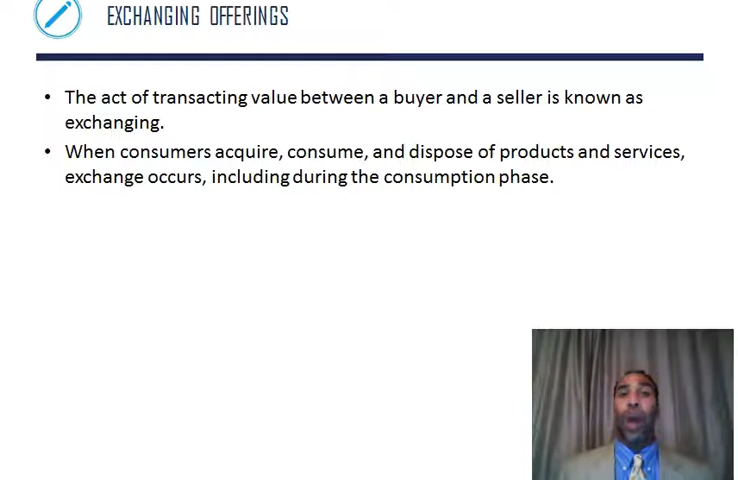 EXCHANGING OFFERINGS
• The act of transacting value between a buyer and a seller is known as
exchanging.
• When consumers acquire, consume, and dispose of products and services,
exchange occurs, including during the consumption phase.